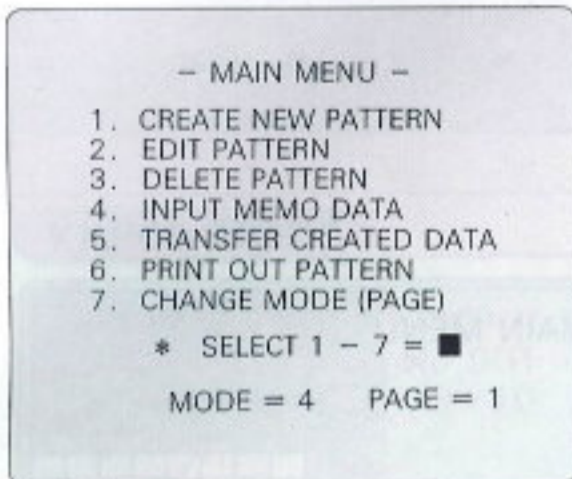 – MAIN MENU –
1. CREATE NEW PATTERN
2. EDIT PATTERN
3. DELETE PATTERN
4. INPUT MEMO DATA
5. TRANSFER CREATED DATA
6. PRINT OUT PATTERN
7. CHANGE MODE (PAGE)
* SELECT 1 – 7 = ■
MODE = 4 PAGE = 1